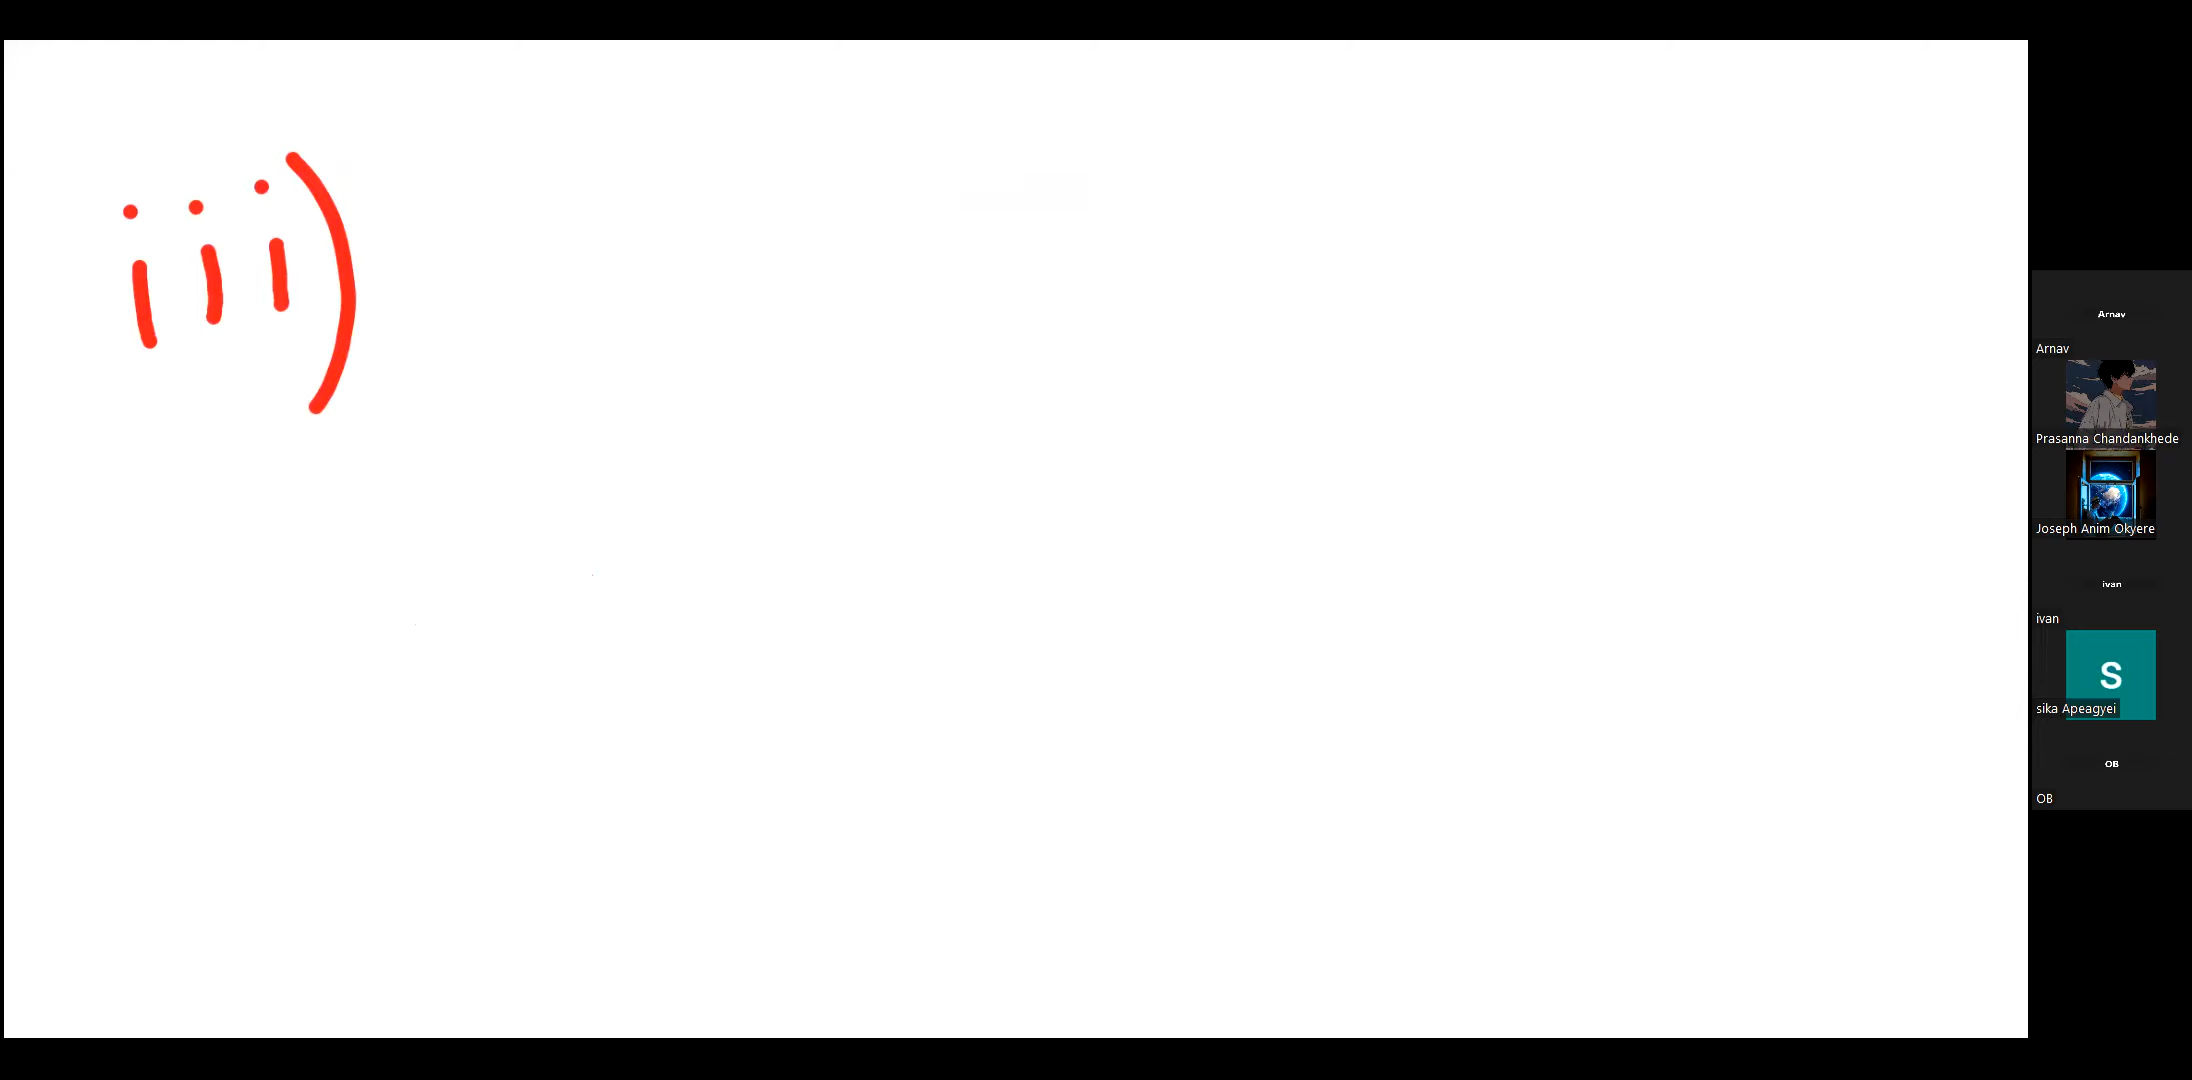 iii)
Arnav
Arnav
Prasanna Chandankhede
Joseph Anim Okyere
ivan
ivan
S
sika Apeagyei
OB
OB